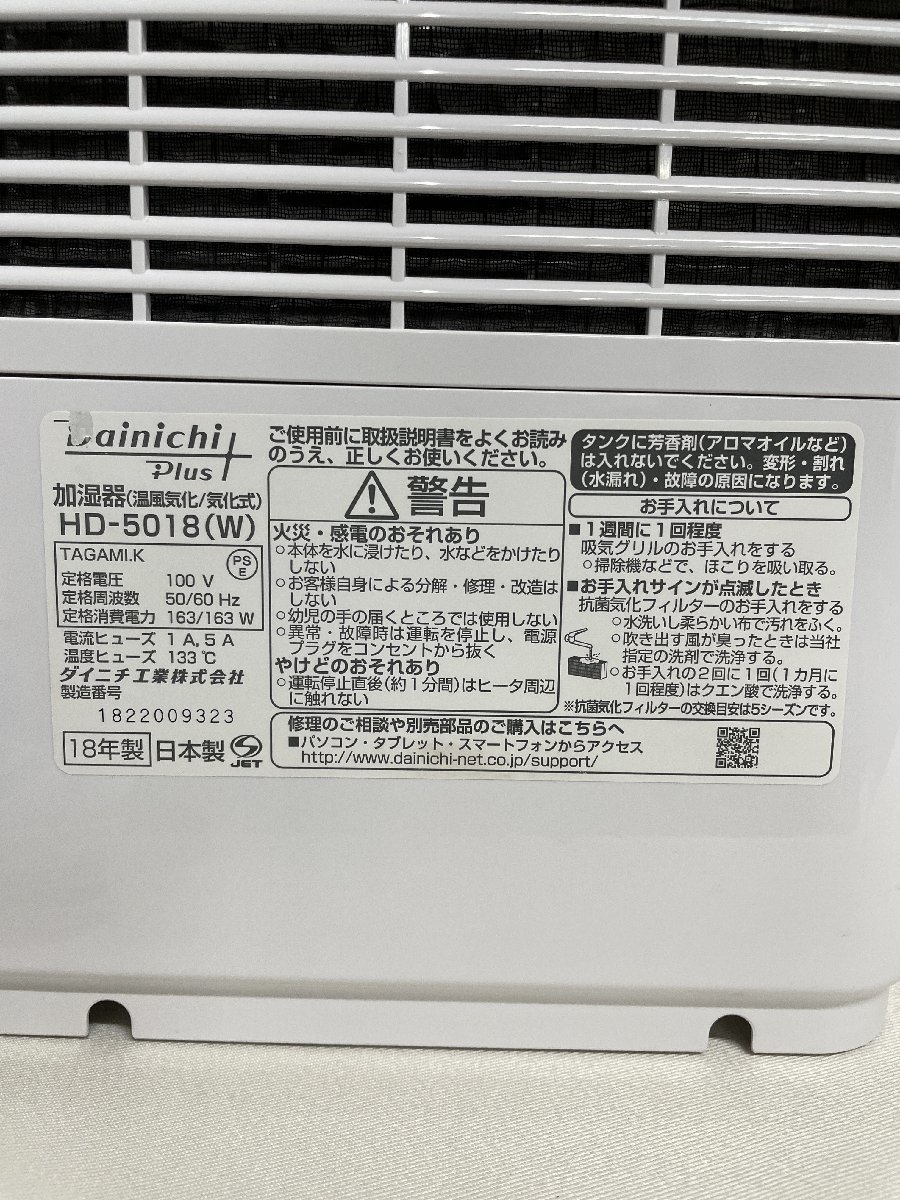 Dainichi
Plus
加湿器(温風気化/気化式)
HD-5018(W)
TAGAMI.K
PS
E
定格電圧 100 V
定格周波数 50/60 Hz
定格消費電力 163/163 W
電流ヒューズ 1 A, 5 A
温度ヒューズ 133 ℃
ダイニチ工業株式会社
製造番号
1822009323
18年製 日本製 JET
ご使用前に取扱説明書をよくお読み
のうえ、正しくお使いください。
警告
火災・感電のおそれあり
○本体を水に浸けたり、水などをかけたり
しない
○お客様自身による分解・修理・改造は
しない
○幼児の手の届くところでは使用しない
○異常・故障時は運転を停止し、電源
プラグをコンセントから抜く
やけどのおそれあり
○運転停止直後(約1分間)はヒータ周辺
に触れない
タンクに芳香剤(アロマオイルなど)
は入れないでください。変形・割れ
(水漏れ)・故障の原因になります。
お手入れについて
■1週間に1回程度
吸気グリルのお手入れをする
○掃除機などで、ほこりを吸い取る。
■お手入れサインが点滅したとき
抗菌気化フィルターのお手入れをする
○水洗いし柔らかい布で汚れをふく。
○吹き出す風が臭ったときは当社
指定の洗剤で洗浄する。
○お手入れの2回に1回(1カ月に
1回程度)はクエン酸で洗浄する。
※抗菌気化フィルターの交換目安は5シーズンです。
修理のご相談や別売部品のご購入はこちらへ
■パソコン・タブレット・スマートフォンからアクセス
http://www.dainichi-net.co.jp/support/